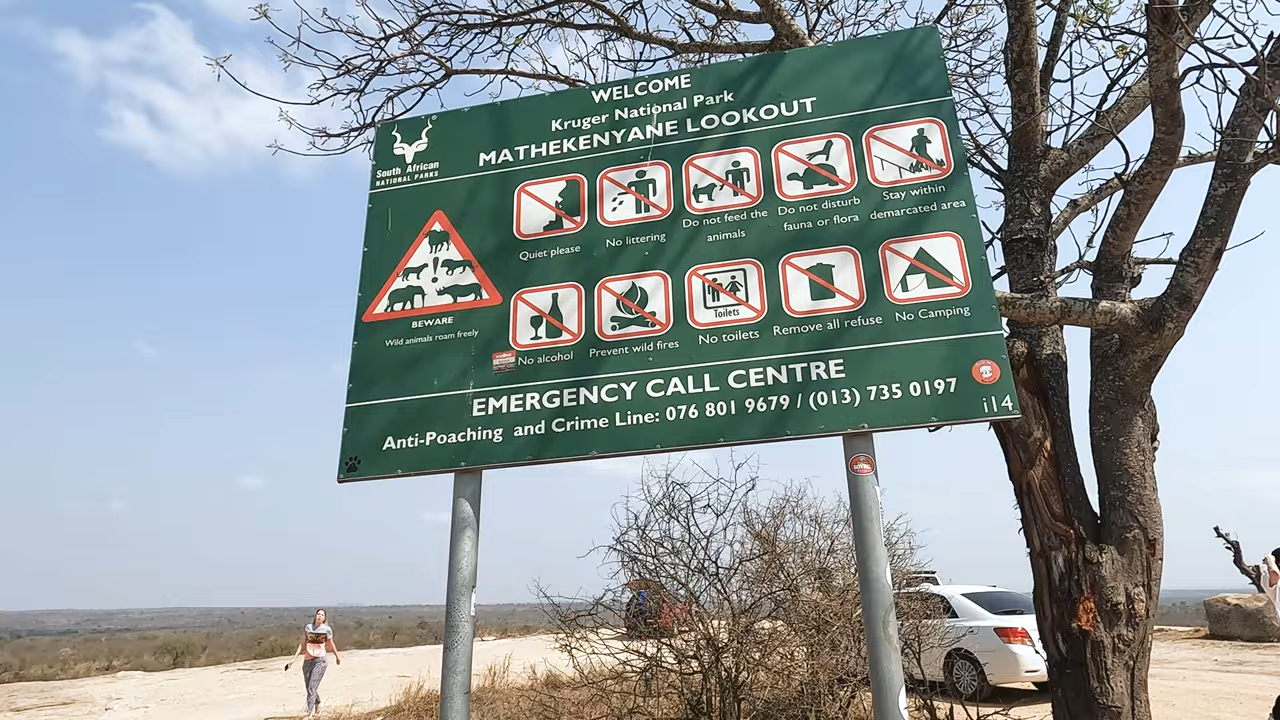 WELCOME
Kruger National Park
MATHEKENYANE LOOKOUT
South African
NATIONAL PARKS
Quiet please
No littering
Do not feed the
animals
Do not disturb
fauna or flora
Stay within
demarcated area
BEWARE
Wild animals roam freely
No alcohol
Prevent wild fires
Toilets
No toilets
Remove all refuse
No Camping
EMERGENCY CALL CENTRE
Anti-Poaching and Crime Line: 076 801 9679 / (013) 735 0197
i14